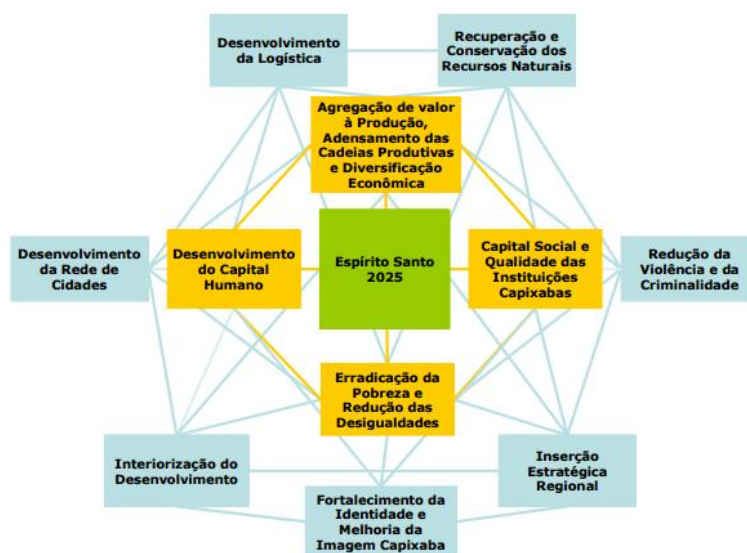 Desenvolvimento
da Logística
Recuperação e
Conservação dos
Recursos Naturais
Agregação de valor
à Produção,
Adensamento das
Cadeias Produtivas
e Diversificação
Econômica
Desenvolvimento
da Rede de
Cidades
Desenvolvimento
do Capital
Humano
Espírito Santo
2025
Capital Social e
Qualidade das
Instituições
Capixabas
Redução da
Violência e da
Criminalidade
Erradicação da
Pobreza e
Redução das
Desigualdades
Interiorização do
Desenvolvimento
Fortalecimento da
Identidade e
Melhoria da
Imagem Capixaba
Inserção
Estratégica
Regional